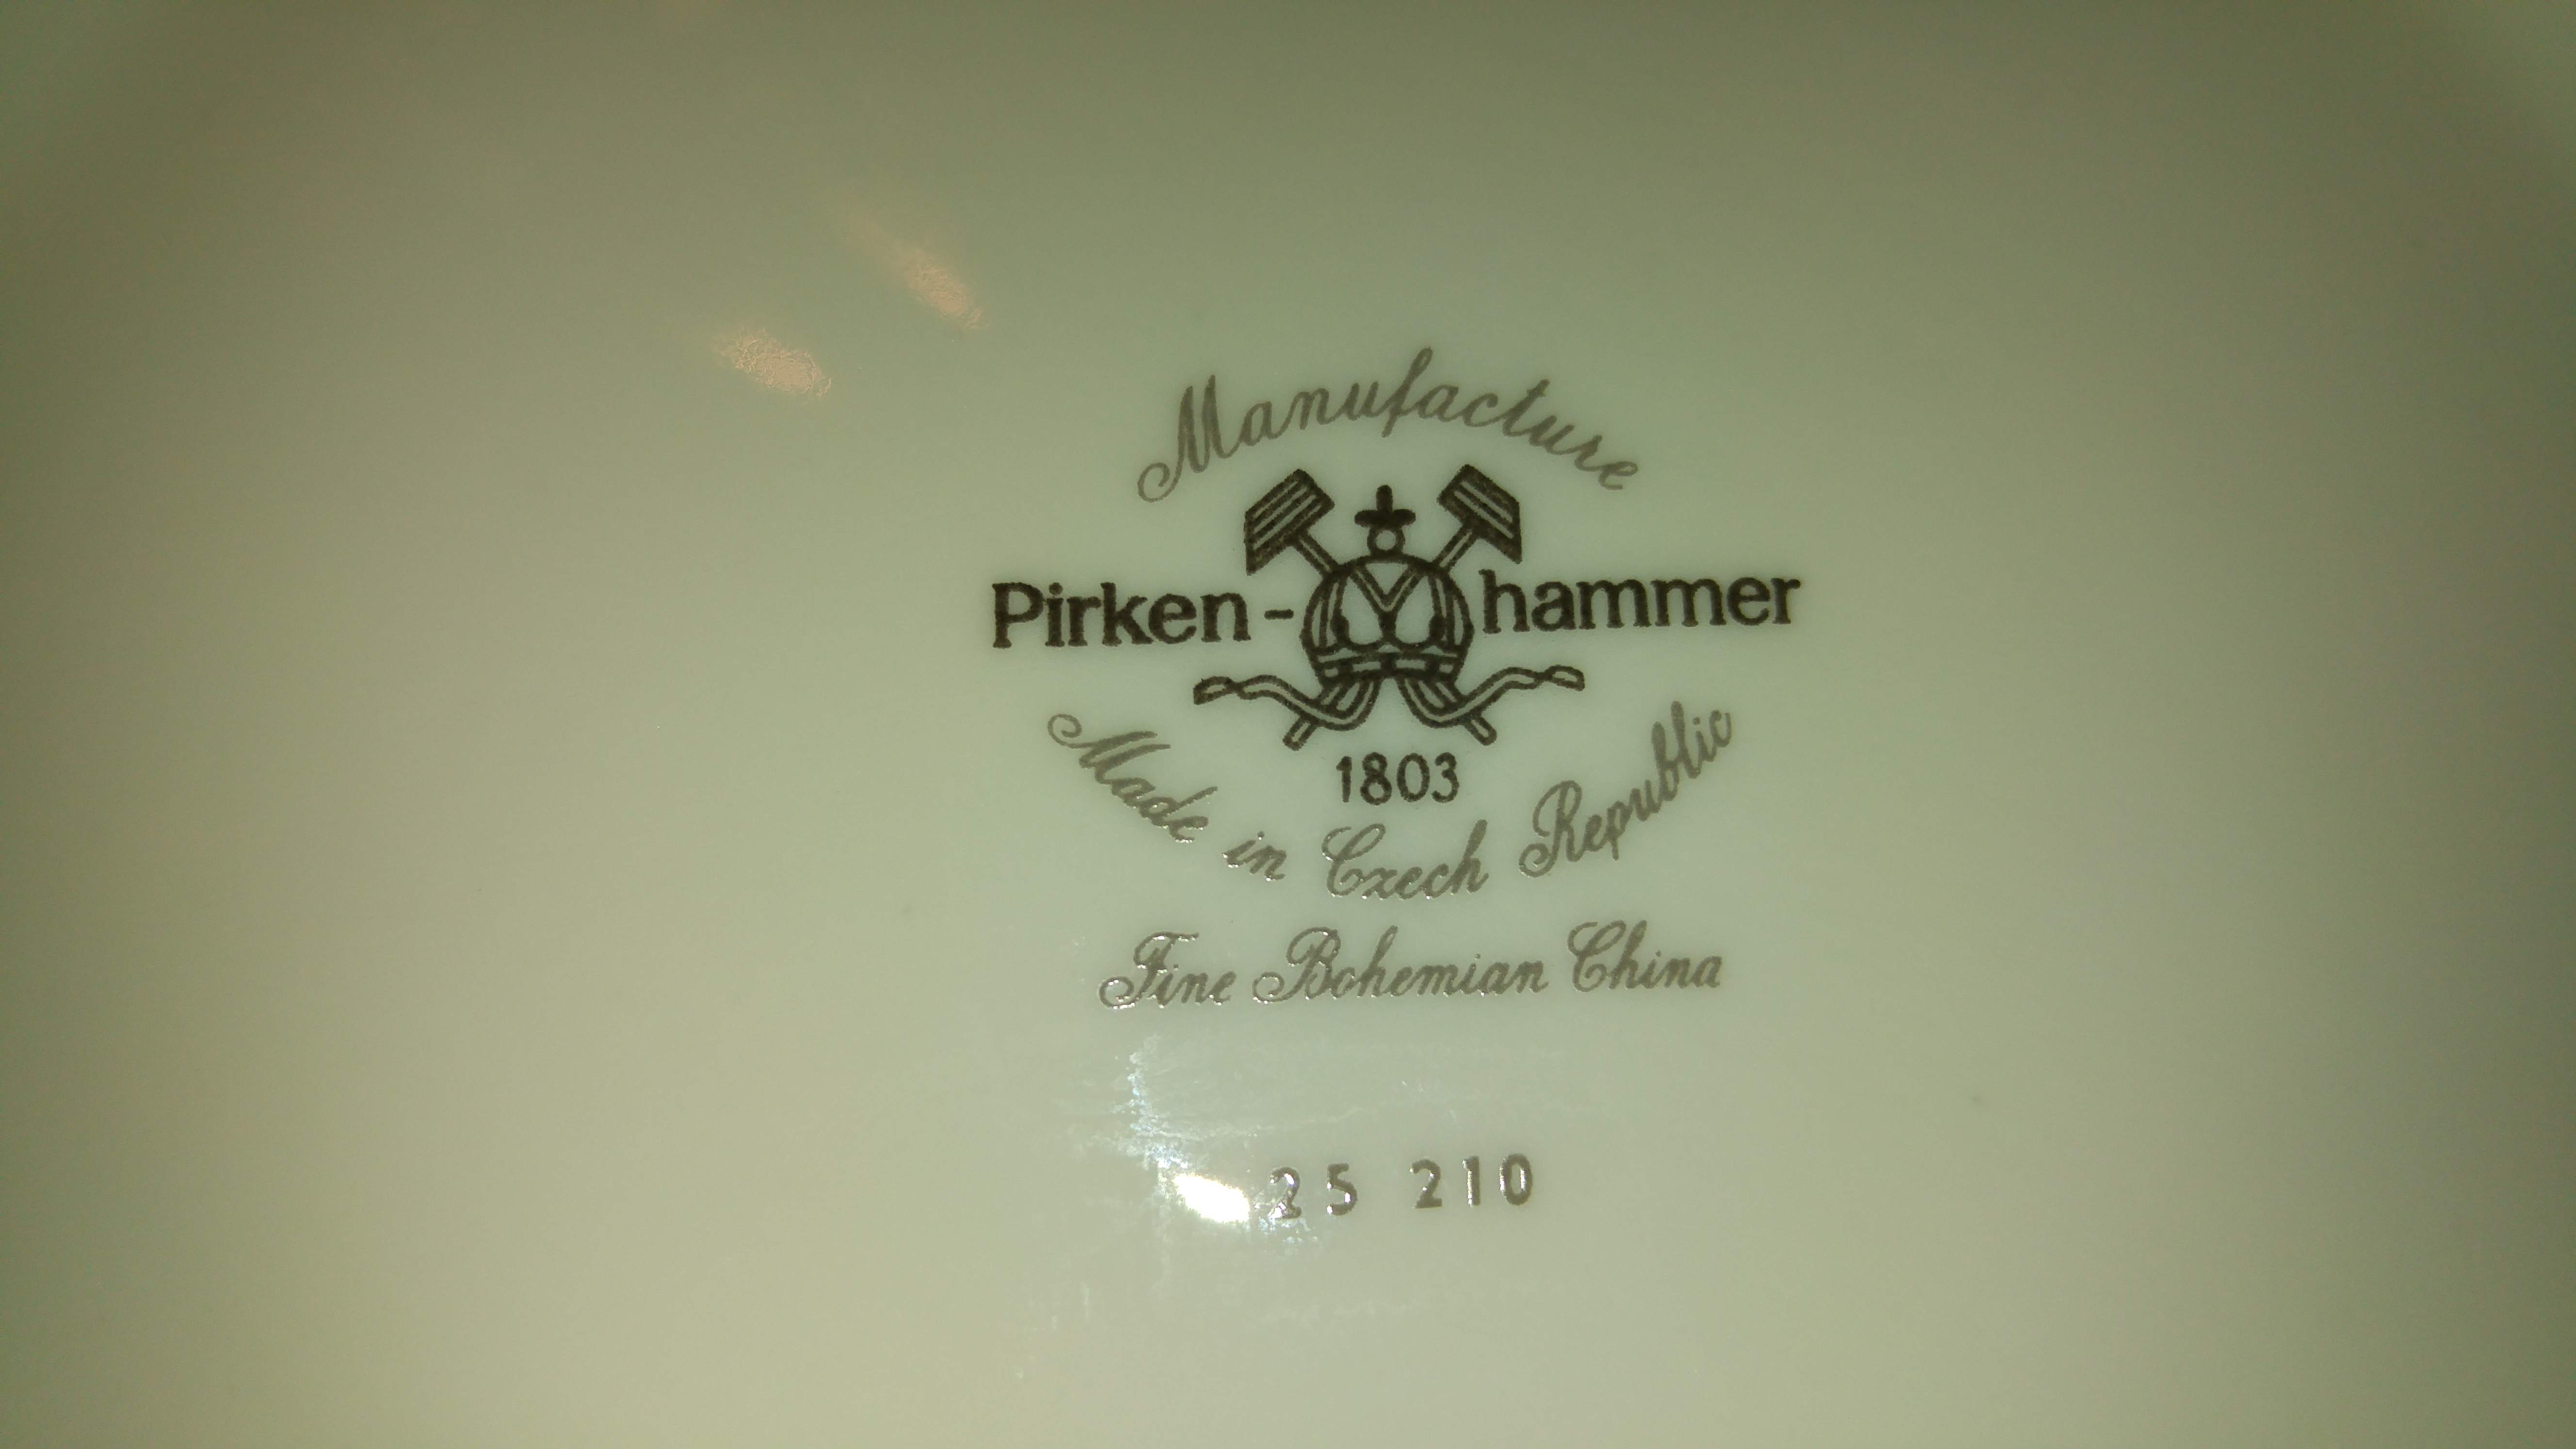 Manufacture
Pirken-hammer
1803
Made in Czech Republic
Fine Bohemian China
25 210